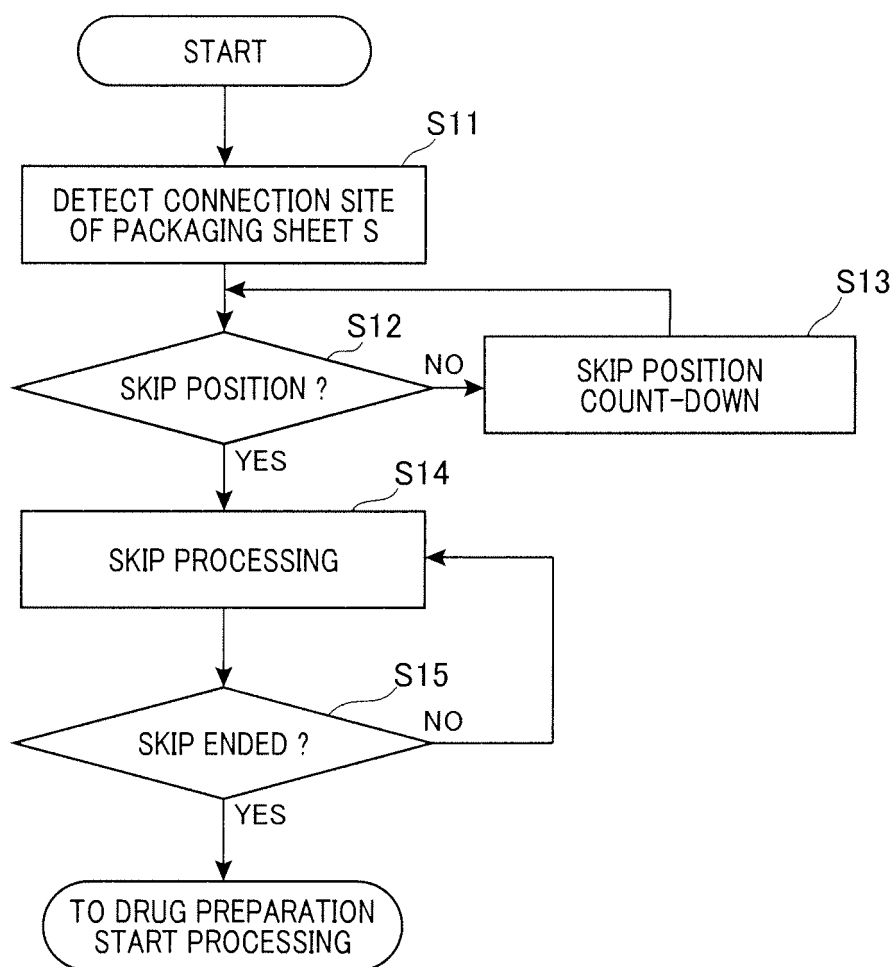 START
S11
DETECT CONNECTION SITE
OF PACKAGING SHEET S
S12
SKIP POSITION ?
NO
S13
SKIP POSITION
COUNT-DOWN
YES
S14
SKIP PROCESSING
S15
SKIP ENDED ?
NO
YES
TO DRUG PREPARATION
START PROCESSING